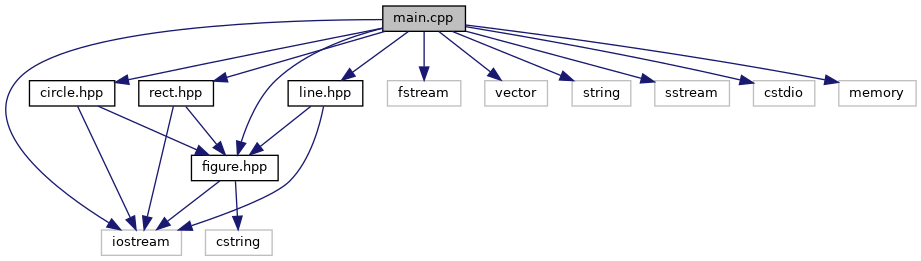 main.cpp
circle.hpp
rect.hpp
line.hpp
fstream
vector
string
sstream
cstdio
memory
figure.hpp
iostream
cstring